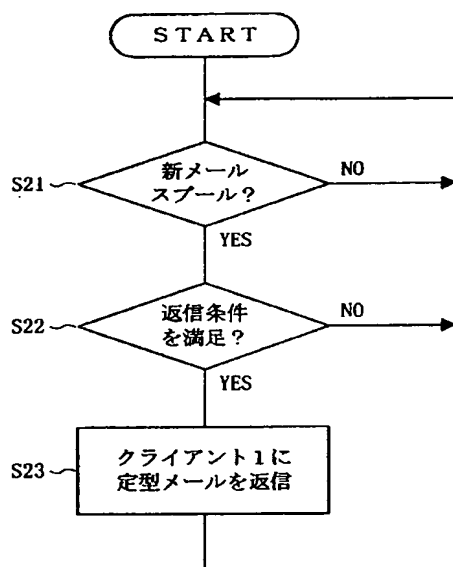 START
S21
新メール
スプール？
NO
YES
S22
返信条件
を満足？
NO
YES
S23
クライアント1に
定型メールを返信